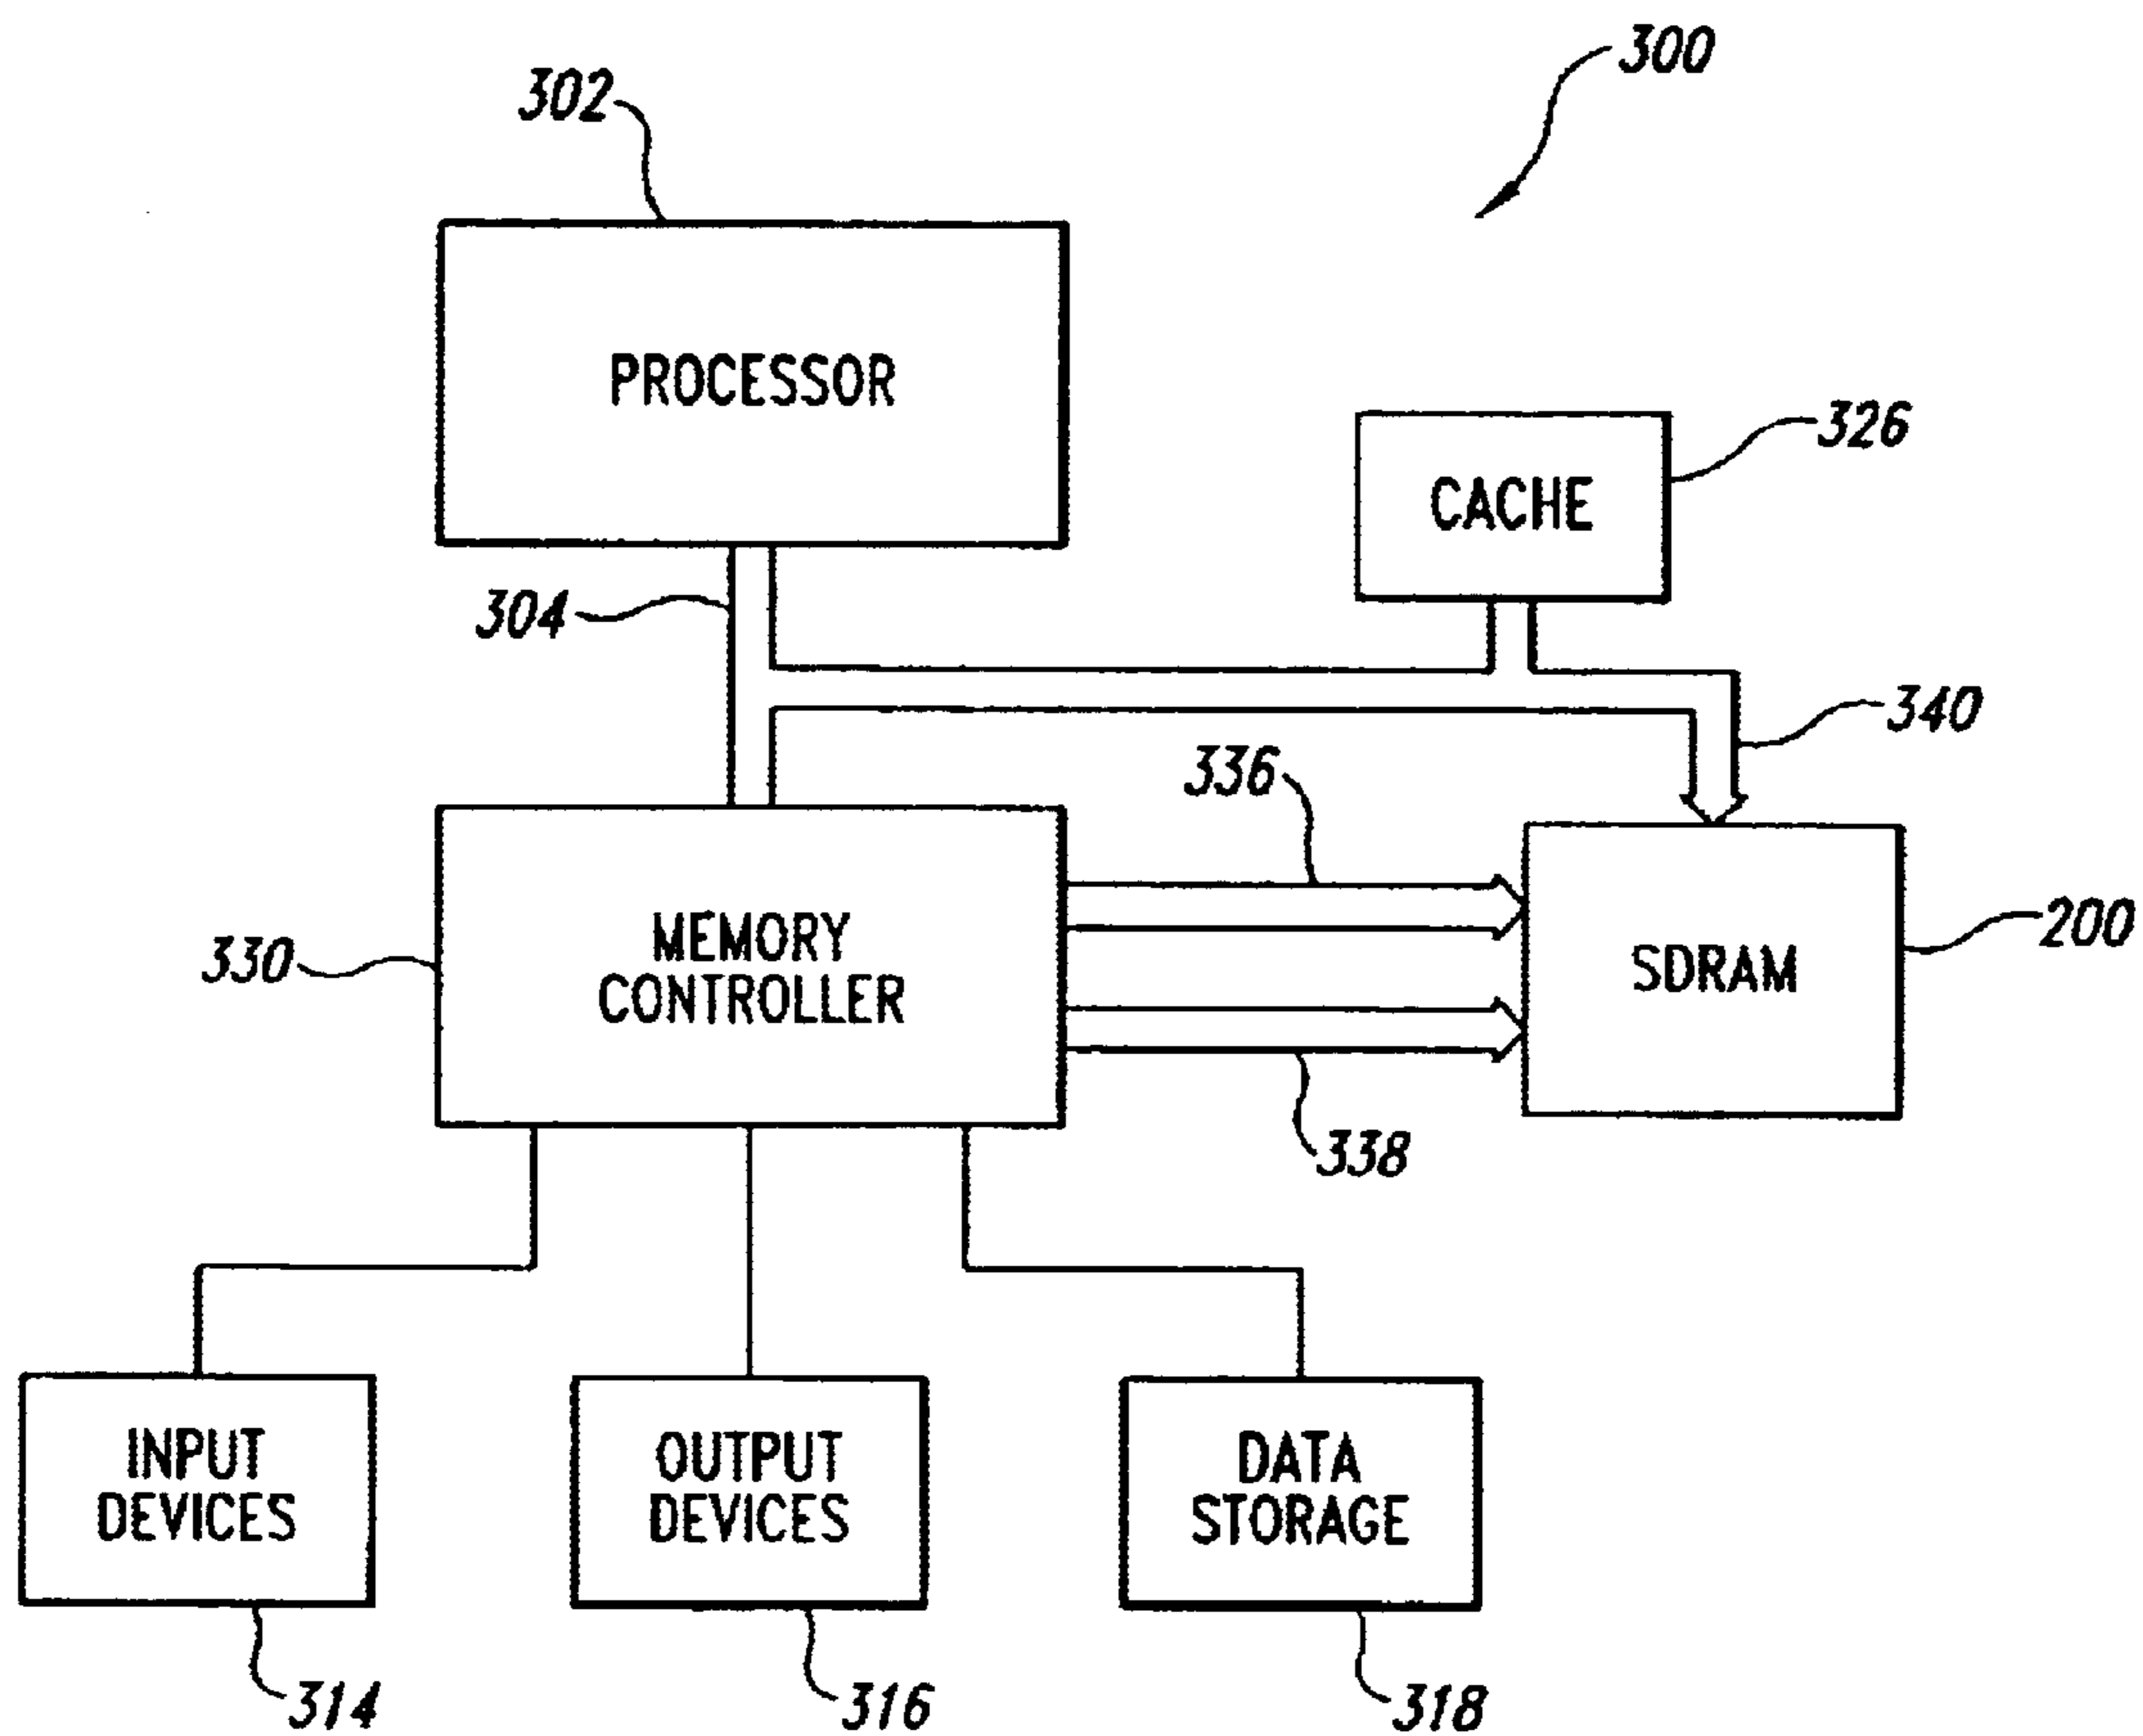 300
302
PROCESSOR
326
CACHE
304
340
336
MEMORY
CONTROLLER
330
200
SDRAM
338
INPUT
DEVICES
OUTPUT
DEVICES
DATA
STORAGE
314
316
318